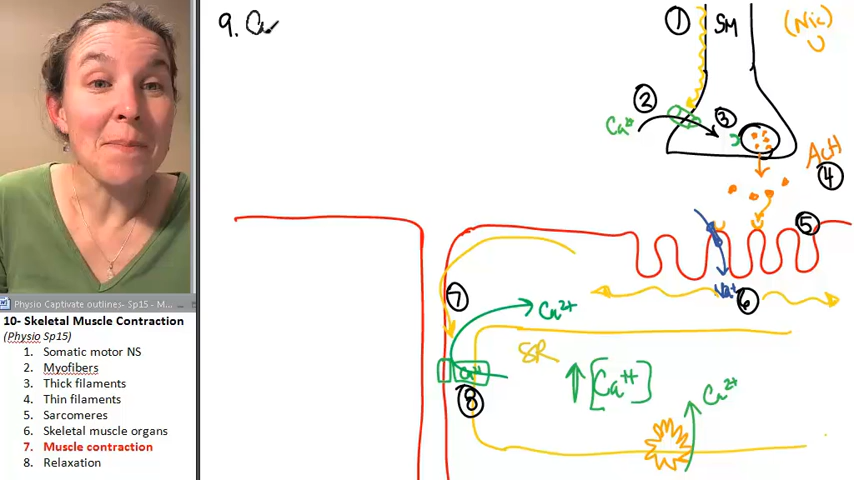 9. Ca
①
SM
(Nic)
②
Ca²⁺
③
ACH
④
⑤
Na⁺
⑥
⑦
Ca²⁺
SR
Ca⁺⁺
⑧
↑[Ca⁺⁺]
Ca²⁺
Physio Captivate outlines- Sp15 - M
10- Skeletal Muscle Contraction
(Physio Sp15)
1. Somatic motor NS
2. Myofibers
3. Thick filaments
4. Thin filaments
5. Sarcomeres
6. Skeletal muscle organs
7. Muscle contraction
8. Relaxation